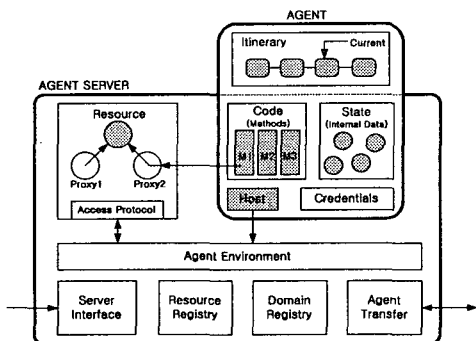 AGENT
Itinerary
Current
AGENT SERVER
Resource
Code
(Methods)
State
(Internal Data)
M1 M2 M3
Proxy1 Proxy2
Access Protocol
Host
Credentials
Agent Environment
Server
Interface
Resource
Registry
Domain
Registry
Agent
Transfer